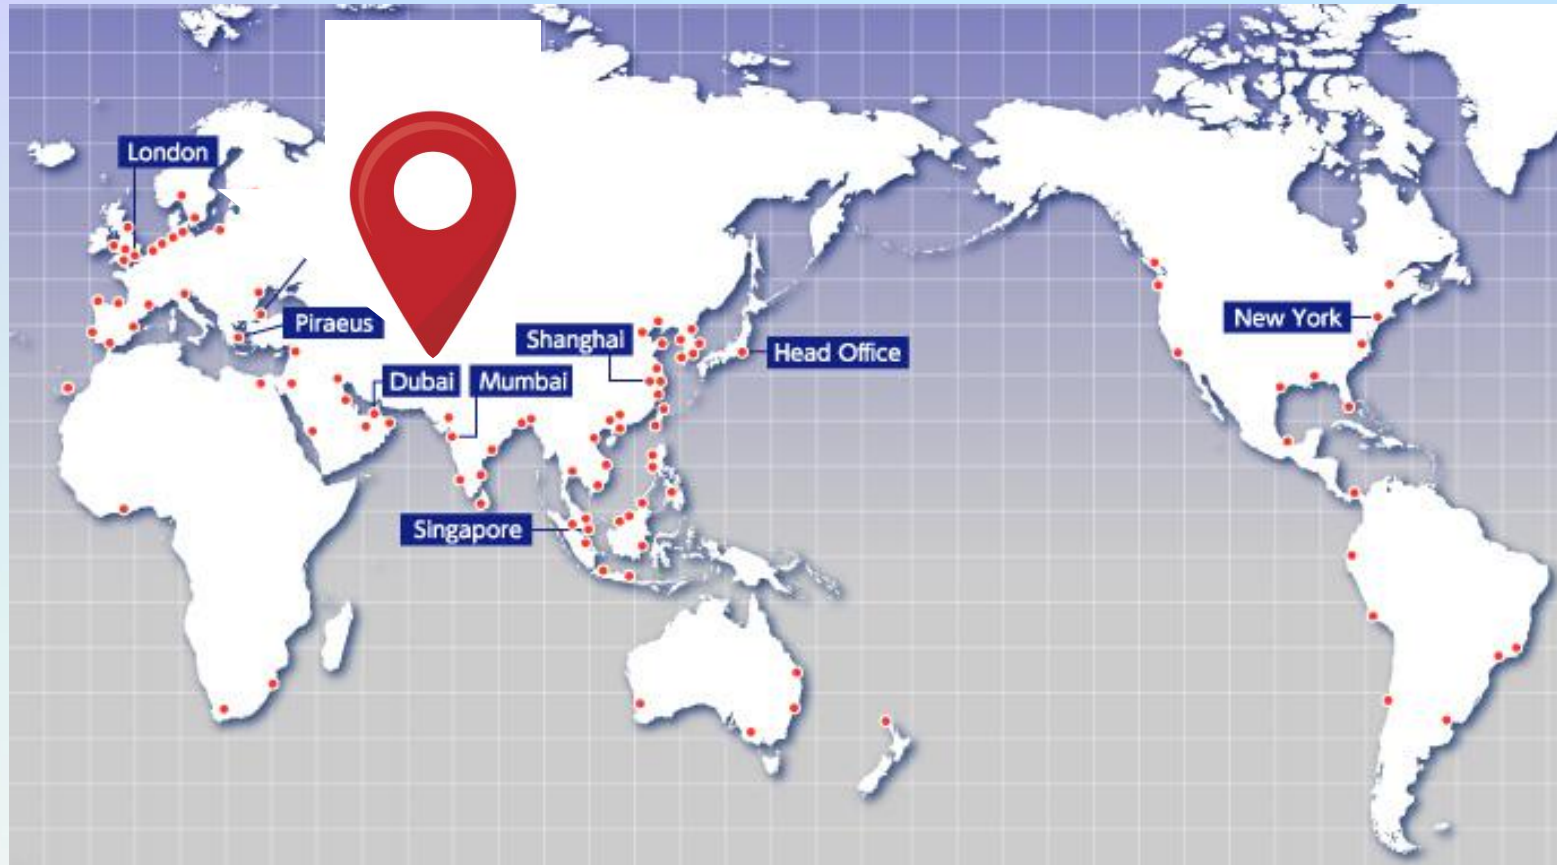 London
Piraeus
Shanghai
Head Office
New York
Dubai
Mumbai
Singapore